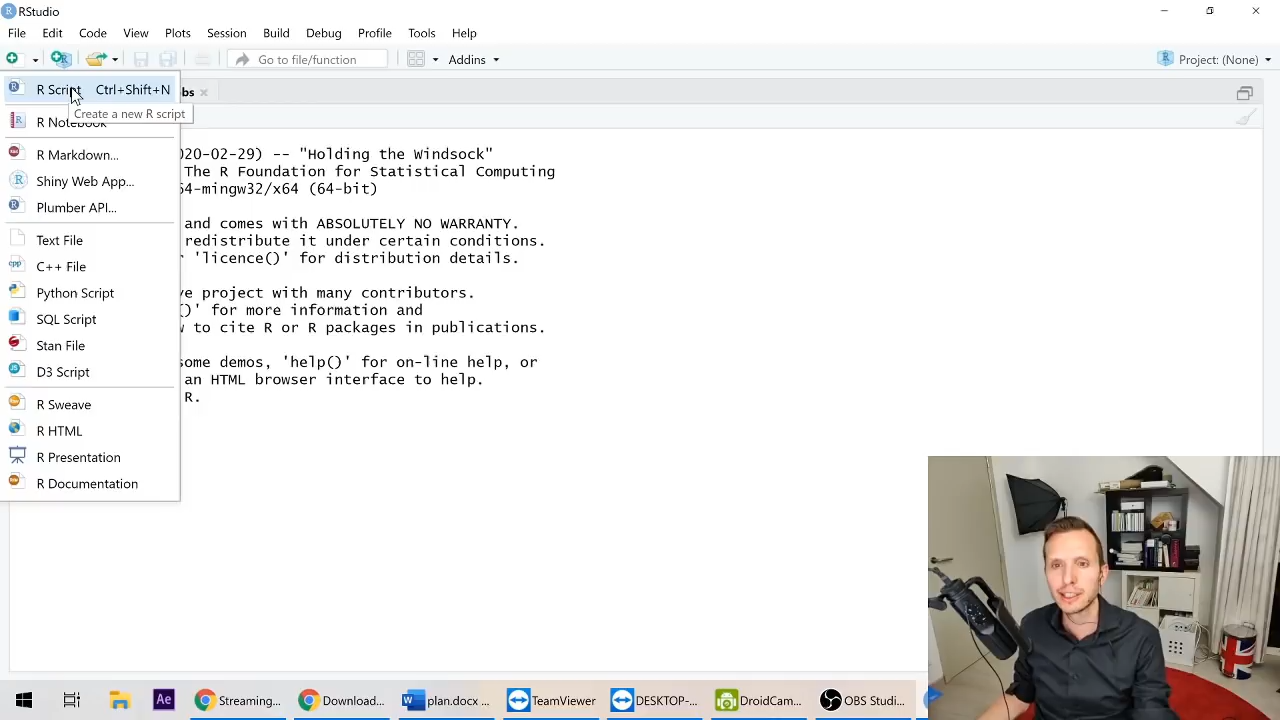 RStudio
File Edit Code View Plots Session Build Debug Profile Tools Help
Go to file/function Addins Project: (None)
R Script Ctrl+Shift+N
bs
Create a new R script
R Notebook
R Markdown...
Shiny Web App...
Plumber API...
Text File
C++ File
Python Script
SQL Script
Stan File
D3 Script
R Sweave
R HTML
R Presentation
R Documentation
020-02-29) -- "Holding the Windsock"
The R Foundation for Statistical Computing
64-mingw32/x64 (64-bit)
and comes with ABSOLUTELY NO WARRANTY.
redistribute it under certain conditions.
'licence()' for distribution details.
ve project with many contributors.
()' for more information and
to cite R or R packages in publications.
some demos, 'help()' for on-line help, or
an HTML browser interface to help.
R.
Ae Streaming... Download... plan.docx ... TeamViewer DESKTOP-... DroidCam... OBS Studi...